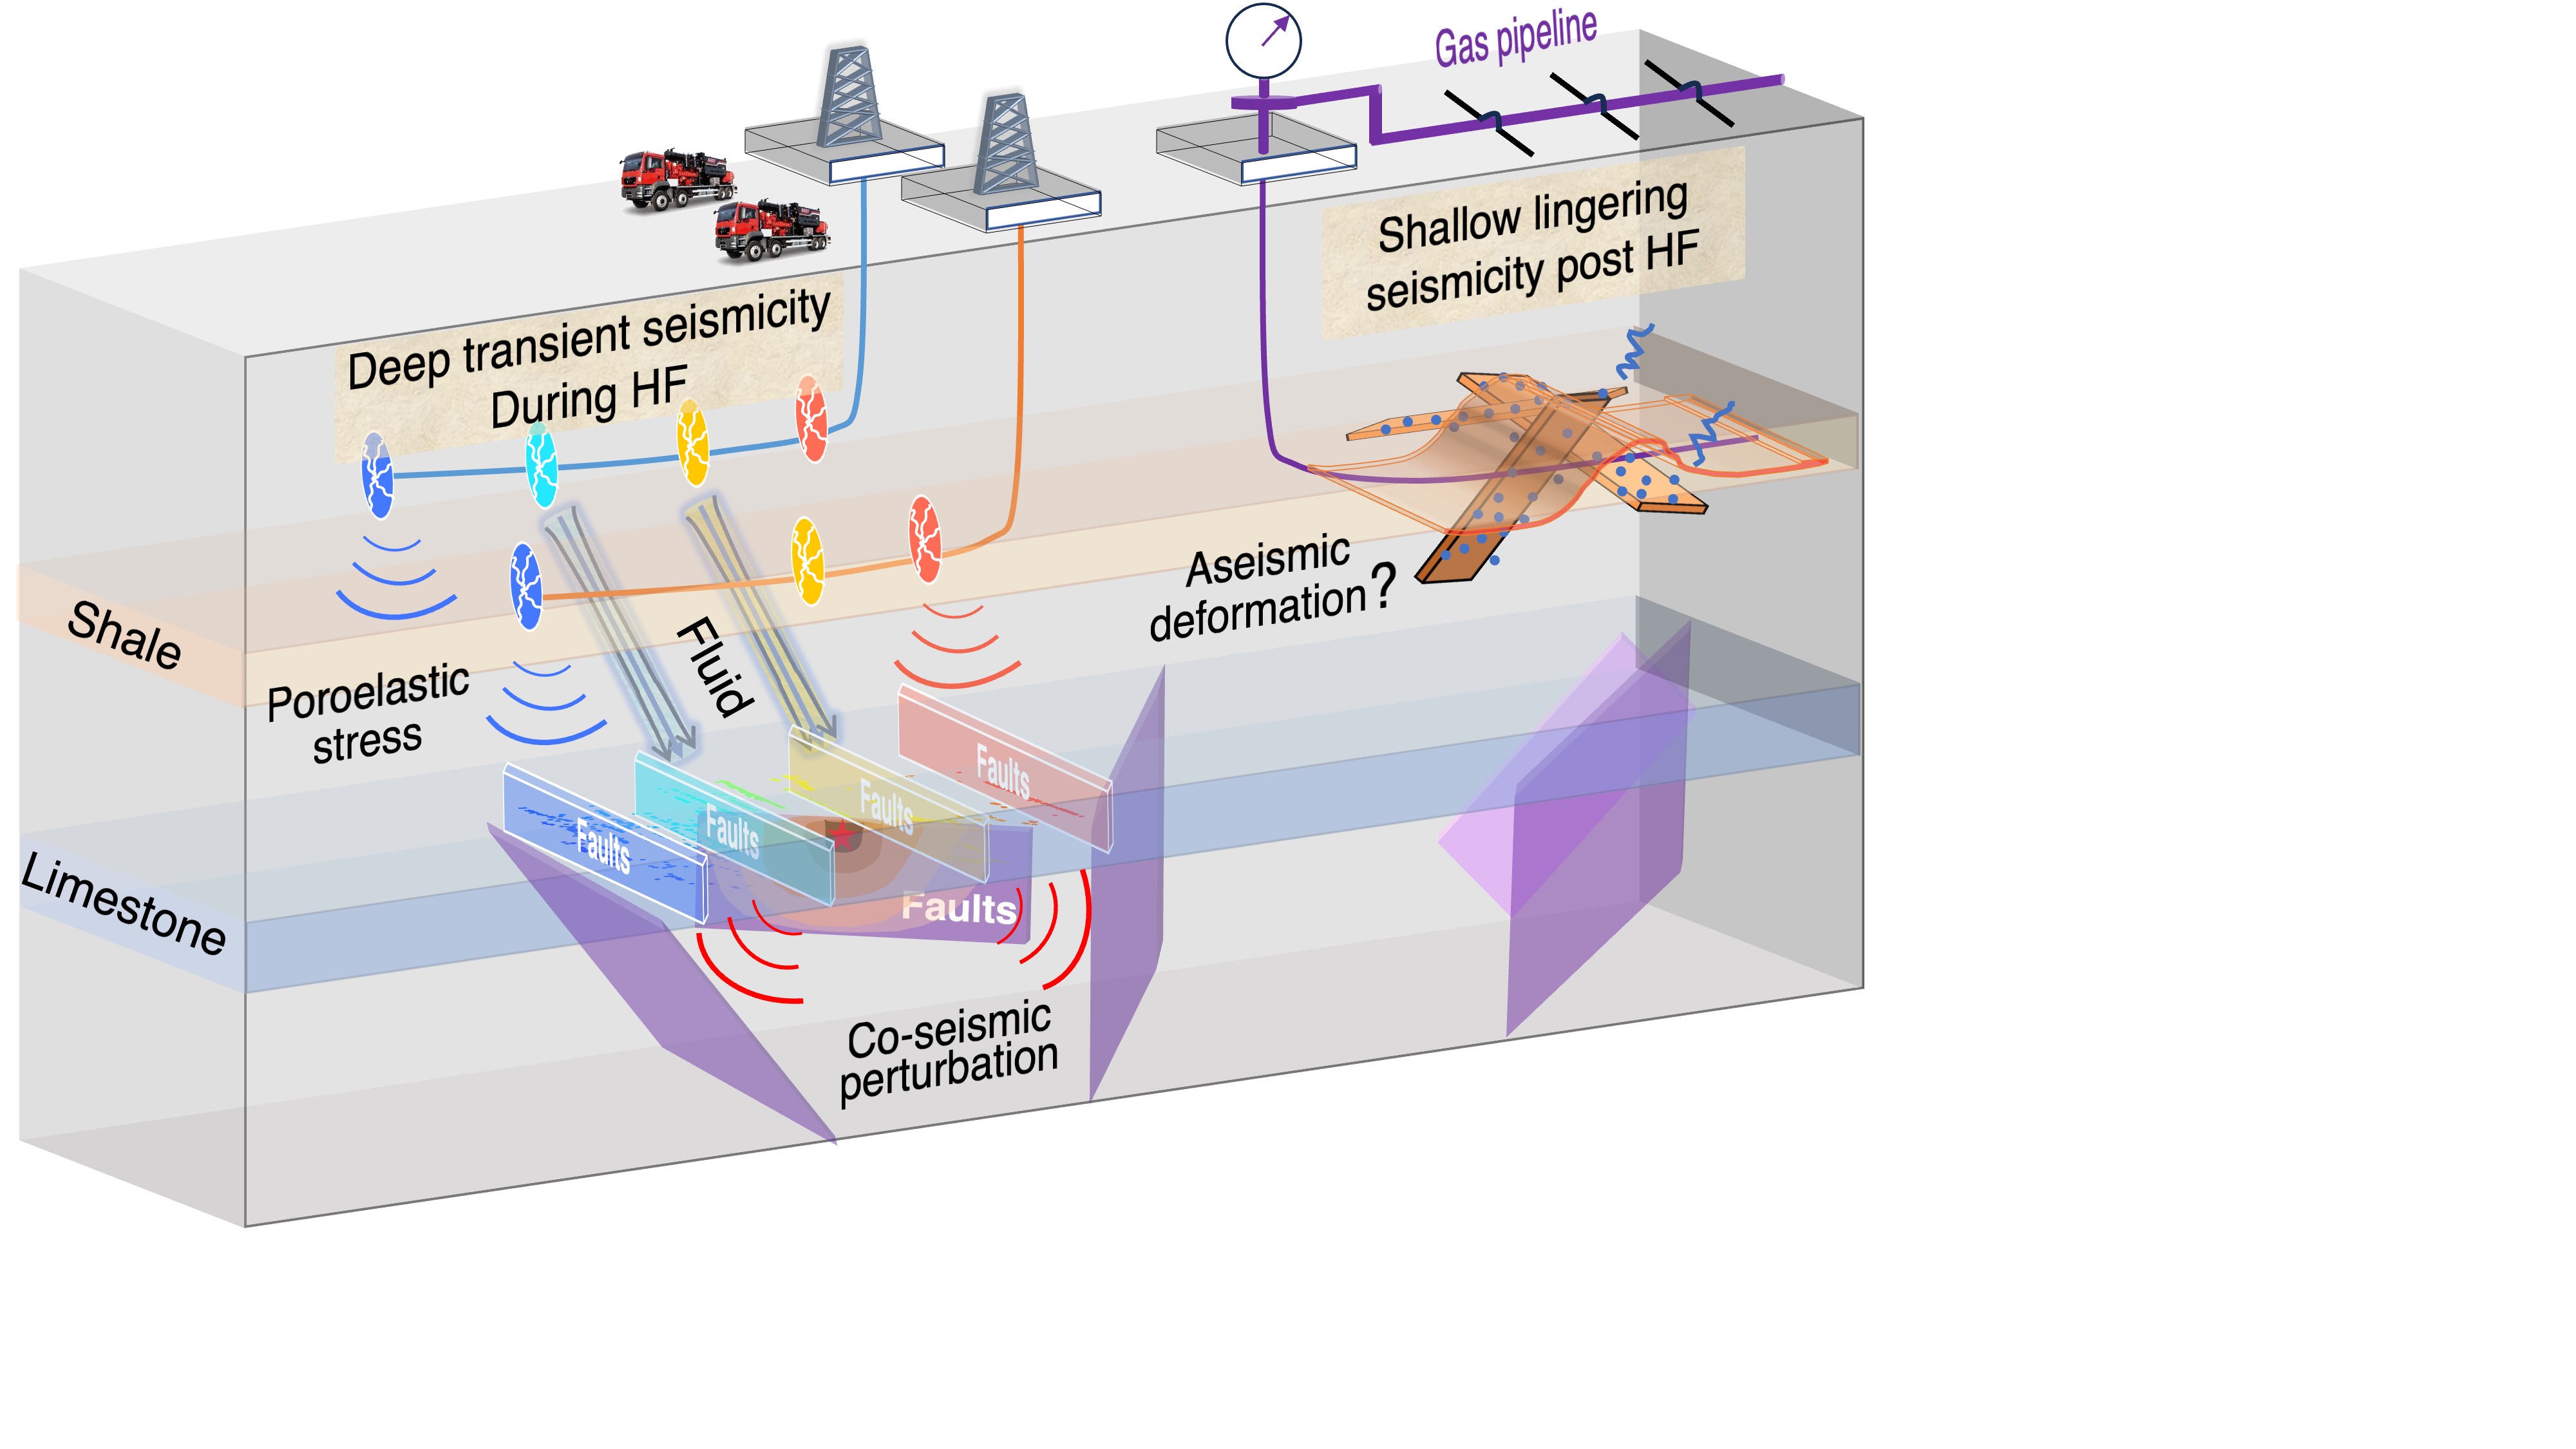 Gas pipeline
Shallow lingering
seismicity post HF
Deep transient seismicity
During HF
Aseismic
deformation?
Shale
Fluid
Poroelastic
stress
Faults
Faults
Faults
Faults
Limestone
Faults
Co-seismic
perturbation